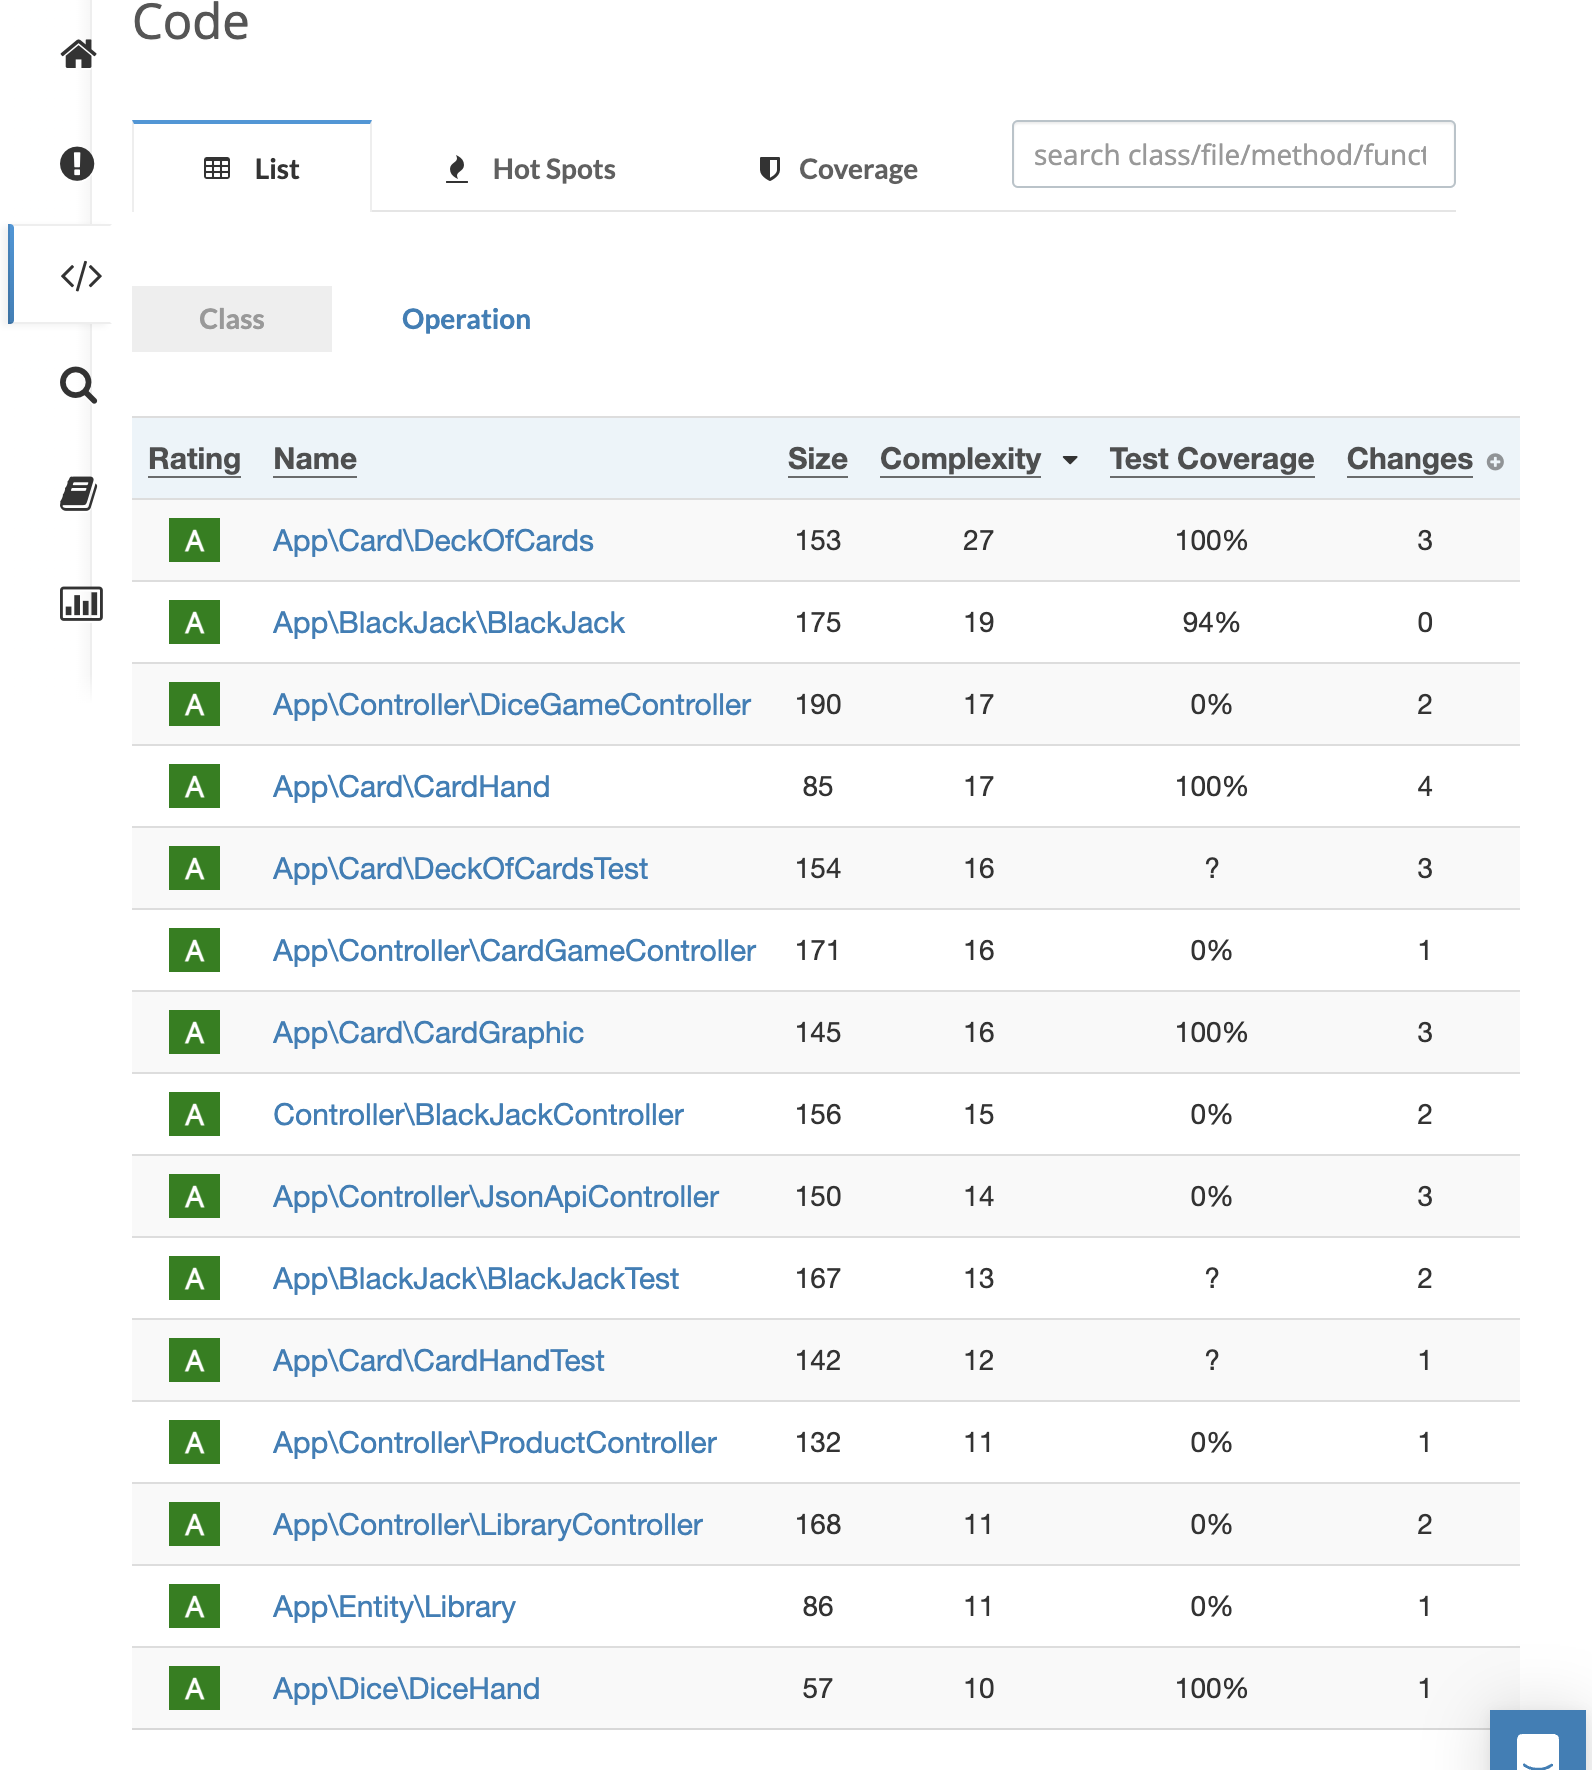 Code
List Hot Spots Coverage search class/file/method/funct
Class Operation
Rating Name Size Complexity Test Coverage Changes
A App\Card\DeckOfCards 153 27 100% 3
A App\BlackJack\BlackJack 175 19 94% 0
A App\Controller\DiceGameController 190 17 0% 2
A App\Card\CardHand 85 17 100% 4
A App\Card\DeckOfCardsTest 154 16 ? 3
A App\Controller\CardGameController 171 16 0% 1
A App\Card\CardGraphic 145 16 100% 3
A Controller\BlackJackController 156 15 0% 2
A App\Controller\JsonApiController 150 14 0% 3
A App\BlackJack\BlackJackTest 167 13 ? 2
A App\Card\CardHandTest 142 12 ? 1
A App\Controller\ProductController 132 11 0% 1
A App\Controller\LibraryController 168 11 0% 2
A App\Entity\Library 86 11 0% 1
A App\Dice\DiceHand 57 10 100% 1